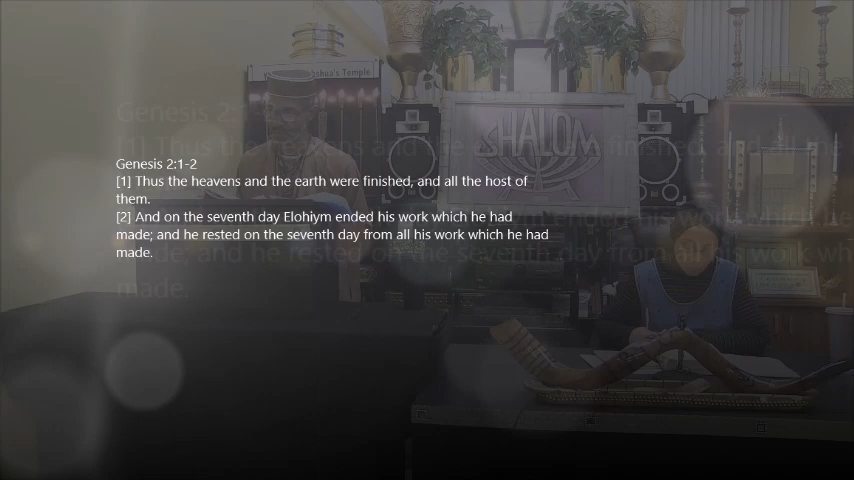 hua's Temple
SHALOM
Genesis 2:1-2
[1] Thus the heavens and the earth were finished, and all the host of
them.
[2] And on the seventh day Elohiym ended his work which he had
made; and he rested on the seventh day from all his work which he had
made.